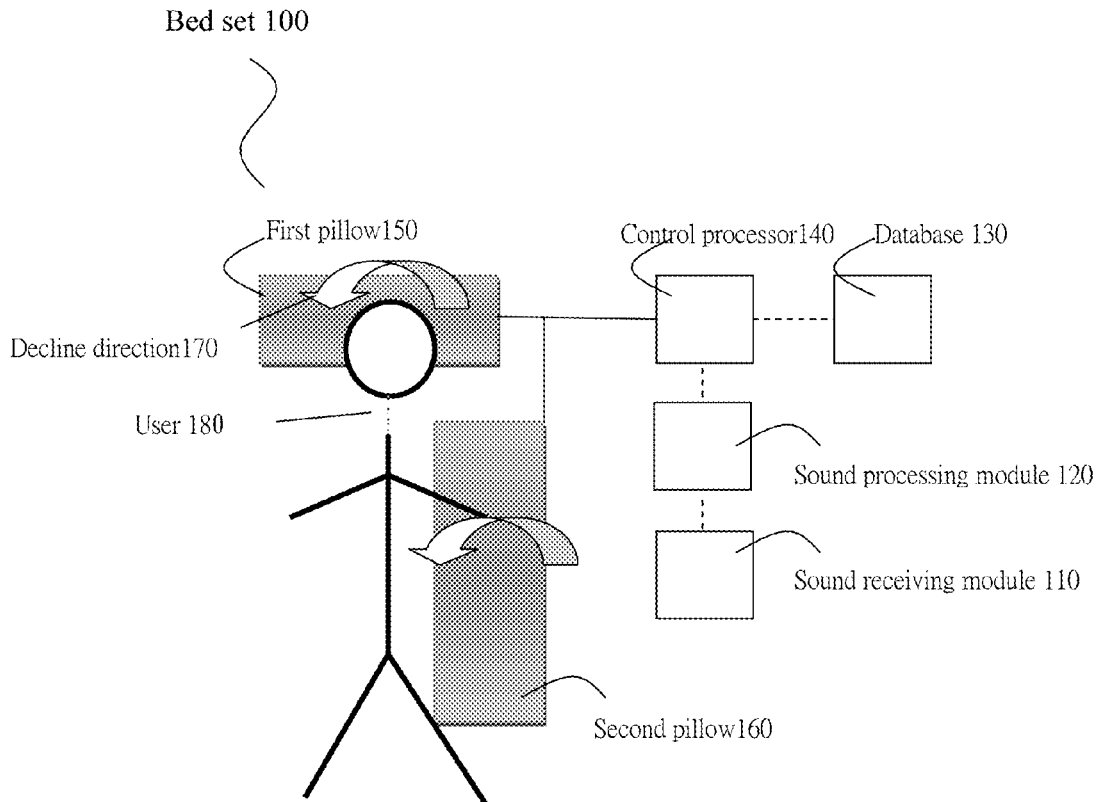 Bed set 100
First pillow150
Control processor140
Database 130
Decline direction170
User 180
Sound processing module 120
Sound receiving module 110
Second pillow160